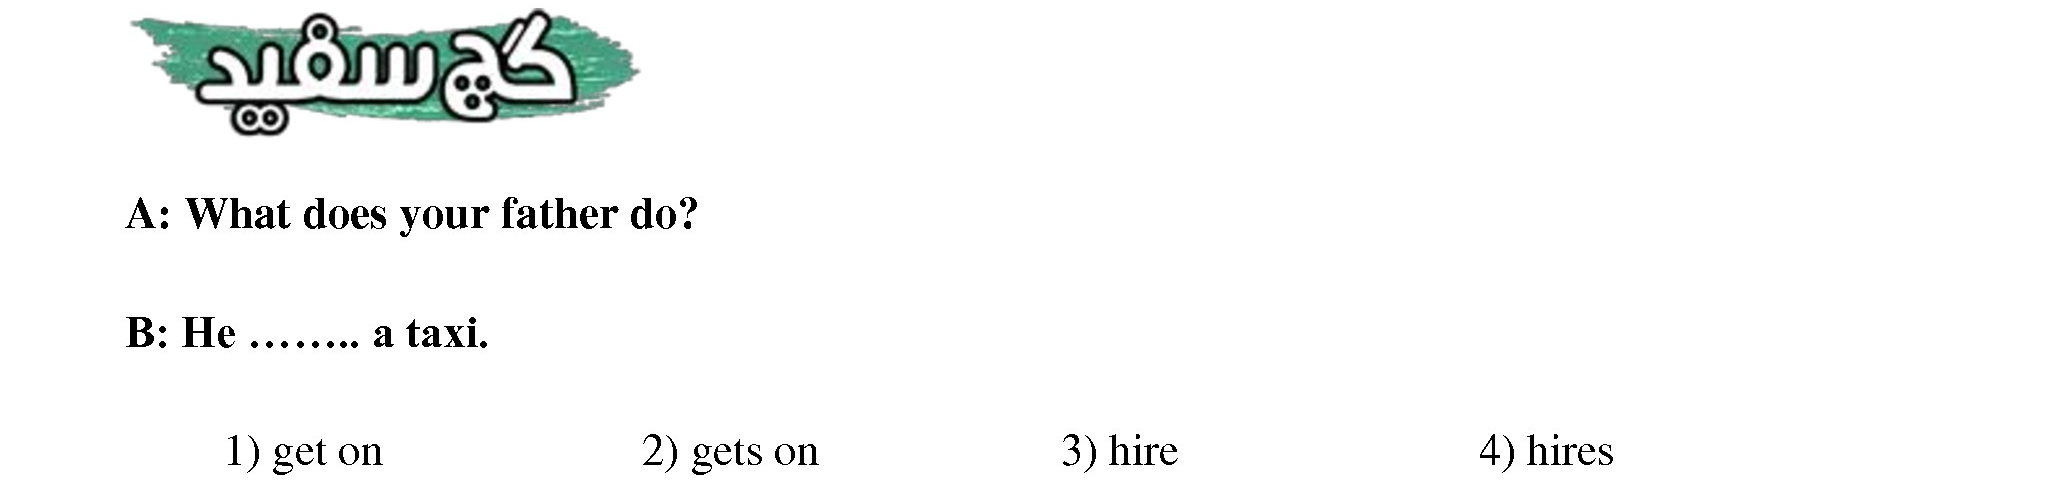 گچ سفید
A: What does your father do?
B: He …….. a taxi.
1) get on 2) gets on 3) hire 4) hires